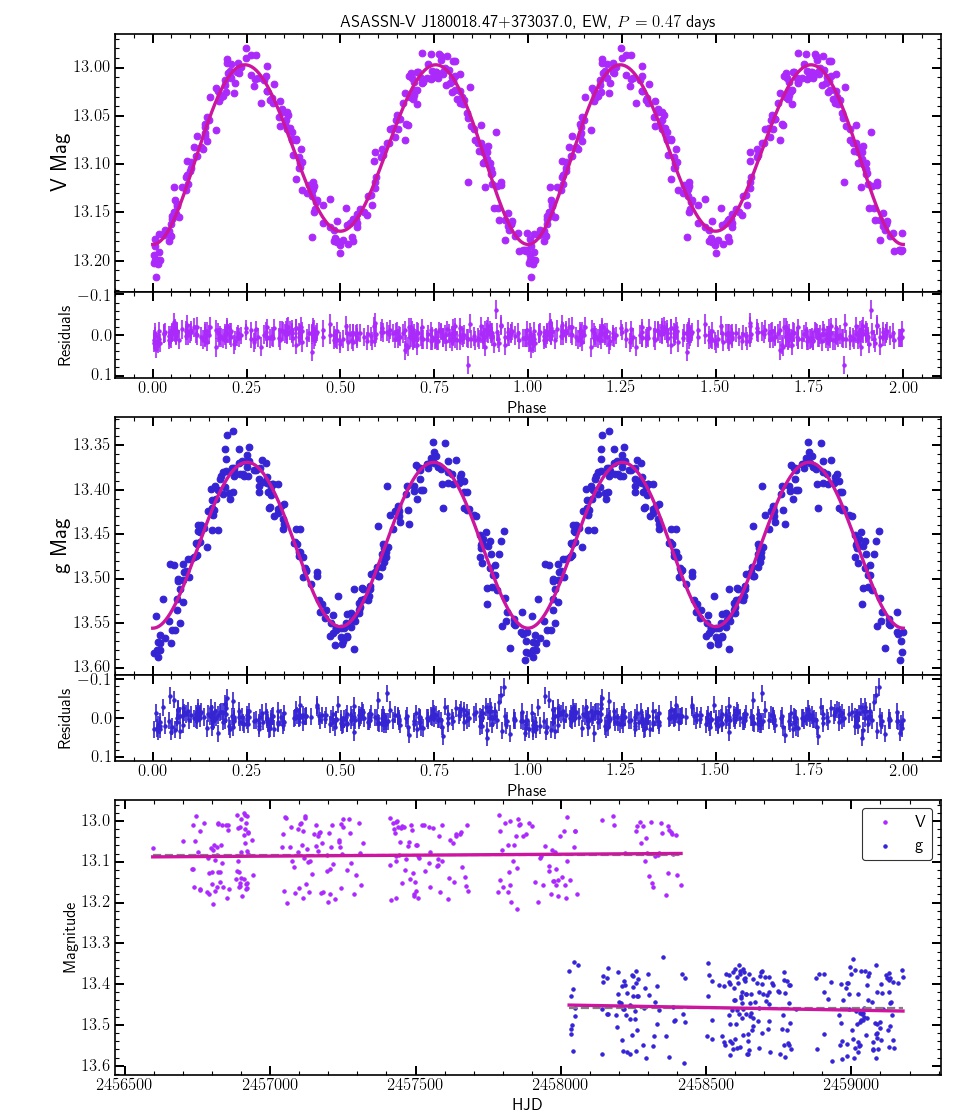 ASASSN-V J180018.47+373037.0, EW, P = 0.47 days
V Mag
13.00
13.05
13.10
13.15
13.20
Residuals
−0.1
0.0
0.1
0.00 0.25 0.50 0.75 1.00 1.25 1.50 1.75 2.00
Phase
g Mag
13.35
13.40
13.45
13.50
13.55
13.60
Residuals
−0.1
0.0
0.1
0.00 0.25 0.50 0.75 1.00 1.25 1.50 1.75 2.00
Phase
Magnitude
13.0
13.1
13.2
13.3
13.4
13.5
13.6
V
g
2456500 2457000 2457500 2458000 2458500 2459000
HJD